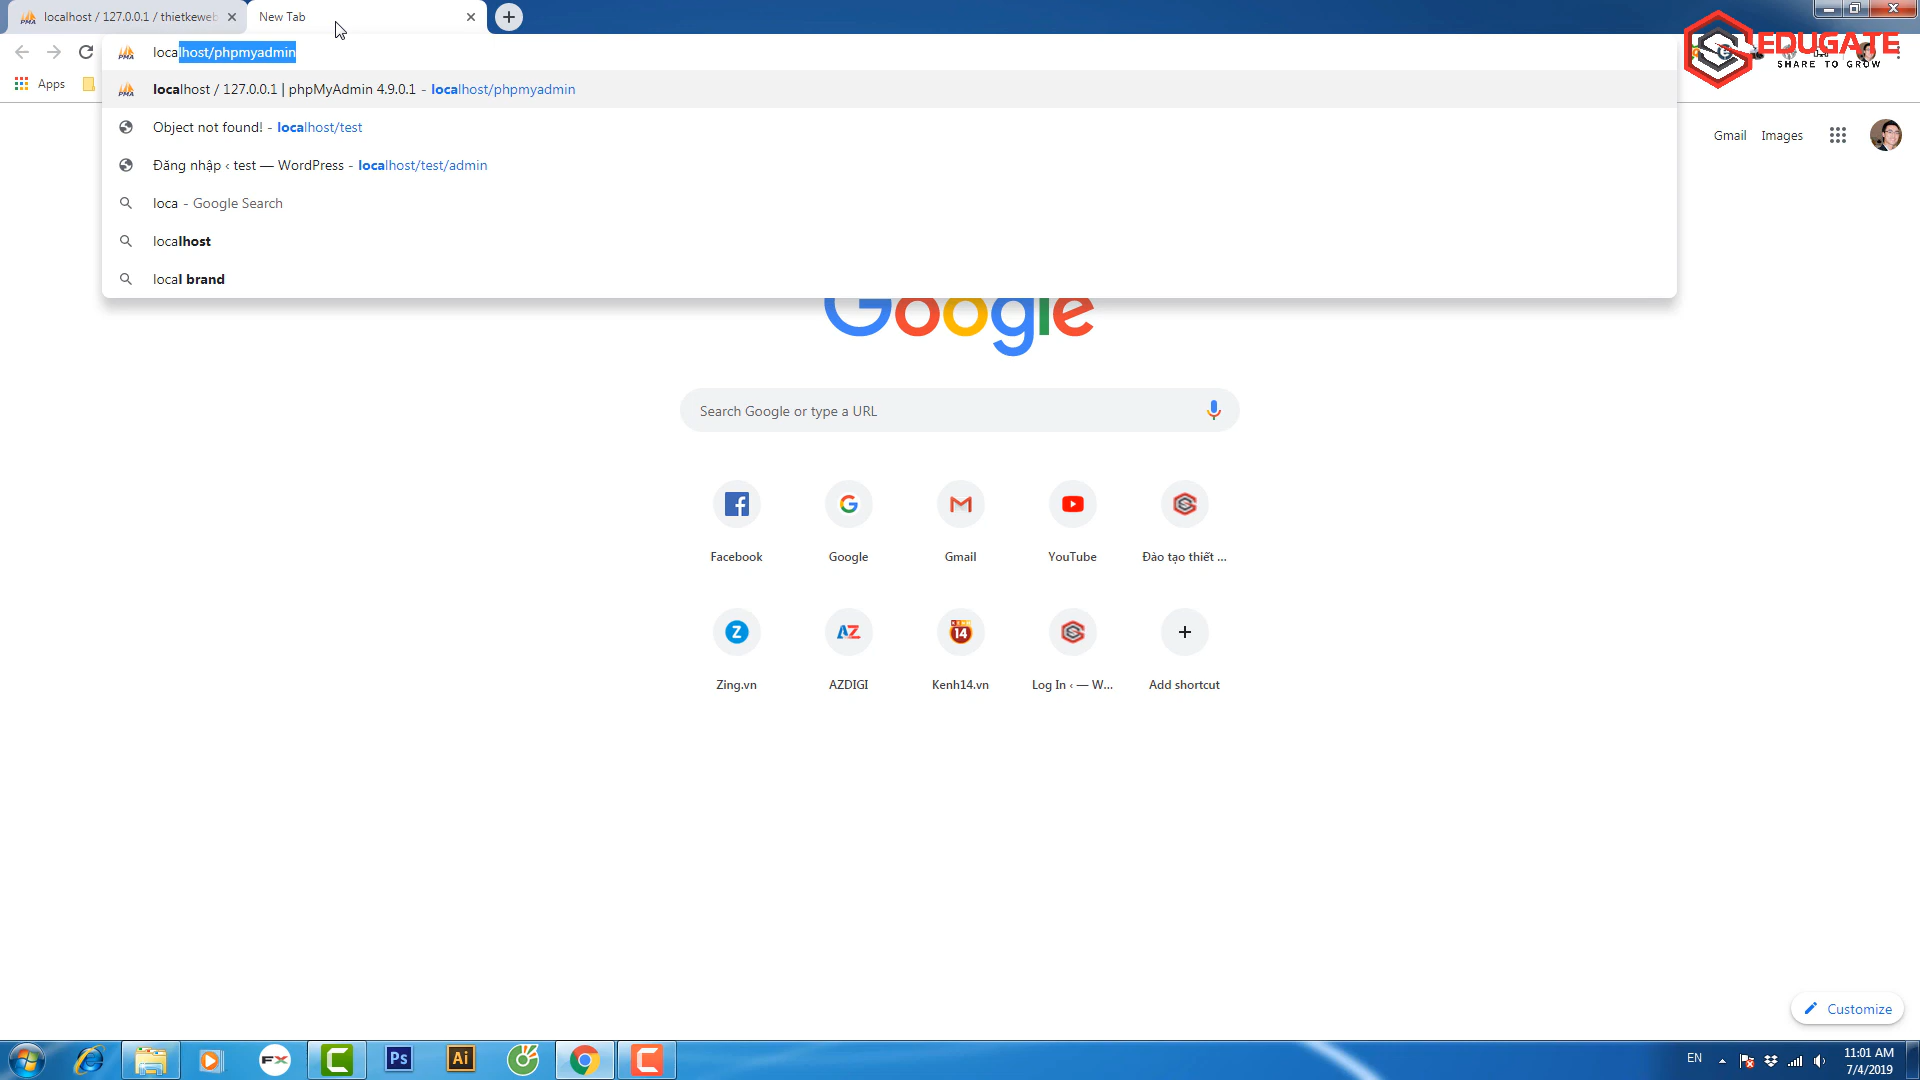 localhost / 127.0.0.1 / thietkeweb
New Tab
localhost/phpmyadmin
EDUGATE
SHARE TO GROW
Apps
localhost / 127.0.0.1 | phpMyAdmin 4.9.0.1 - localhost/phpmyadmin
Object not found! - localhost/test
Đăng nhập ‹ test — WordPress - localhost/test/admin
loca - Google Search
localhost
local brand
Gmail Images
Google
Search Google or type a URL
Facebook Google Gmail YouTube Đào tạo thiết ...
Zing.vn AZDIGI Kenh14.vn Log In ‹ — W... Add shortcut
Customize
EN
11:01 AM
7/4/2019